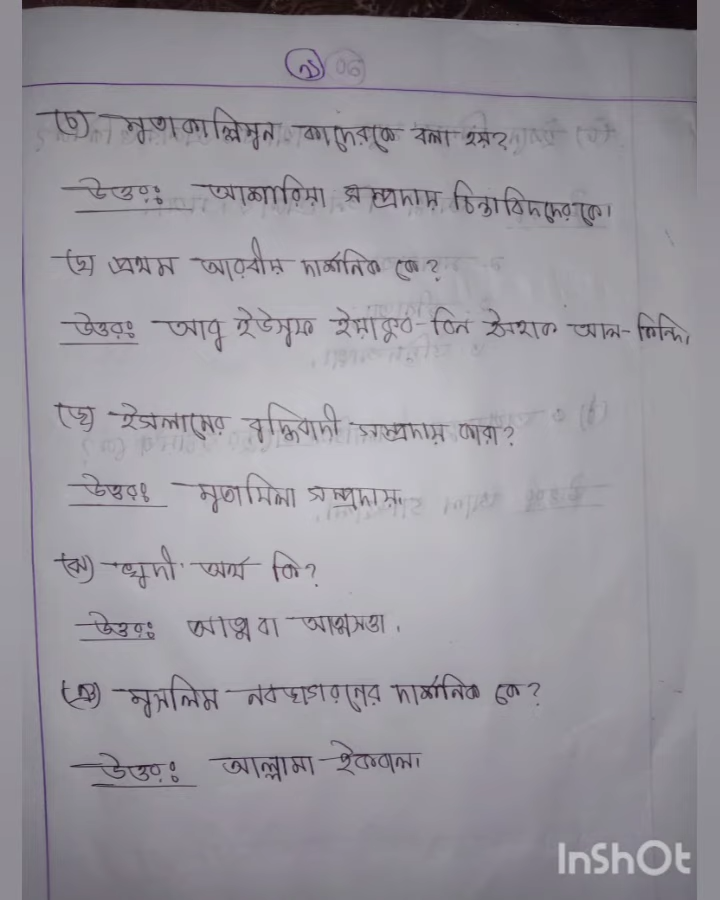 ১
(চ) মুতাকাল্লিমুন কাদেরকে বলা হয়?
উত্তরঃ আশারিয়া সম্প্রদায় চিন্তাবিদদেরকে।
(ছ) প্রথম আরবীয় দার্শনিক কে?
উত্তরঃ আবু ইউসুফ ইয়াকুব-বিন ইসহাক আল-কিন্দি।
(জ) ইসলামের বুদ্ধিবাদী সম্প্রদায় কারা?
উত্তরঃ মুতাযিলা সম্প্রদায়।
(ঝ) খুদী অর্থ কি?
উত্তরঃ আত্ম বা আত্মসত্তা।
(ঞ) মুসলিম নবজাগরনের দার্শনিক কে?
উত্তরঃ আল্লামা ইকবাল।
InShOt